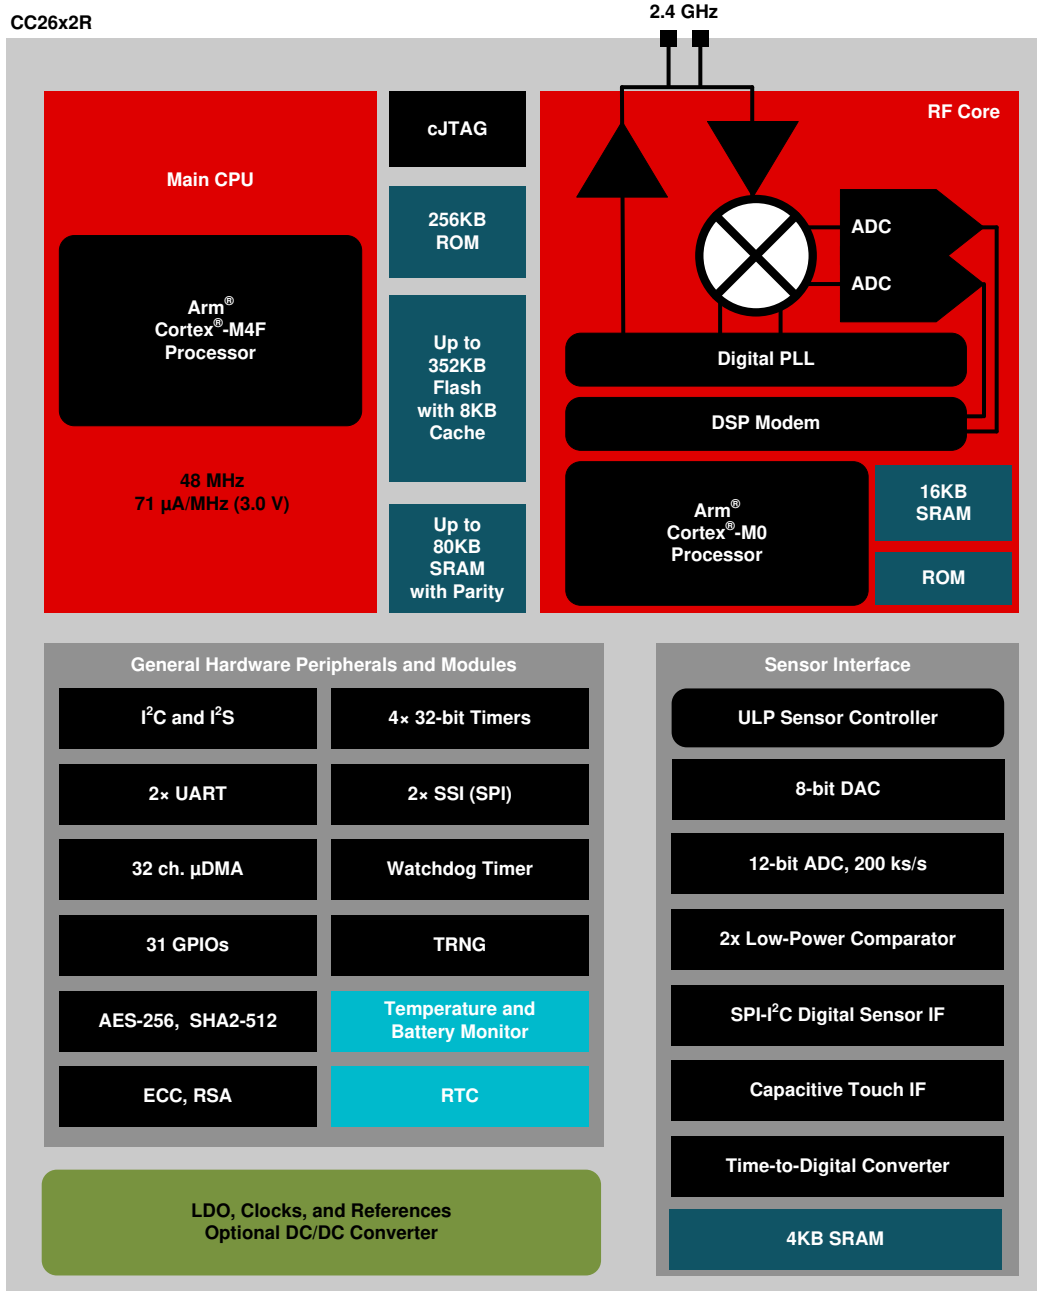 CC26x2R
2.4 GHz
Main CPU
Arm®
Cortex®-M4F
Processor
48 MHz
71 µA/MHz (3.0 V)
cJTAG
256KB
ROM
Up to
352KB
Flash
with 8KB
Cache
Up to
80KB
SRAM
with Parity
RF Core
ADC
ADC
Digital PLL
DSP Modem
Arm®
Cortex®-M0
Processor
16KB
SRAM
ROM
General Hardware Peripherals and Modules
I²C and I²S
4× 32-bit Timers
2× UART
2× SSI (SPI)
32 ch. µDMA
Watchdog Timer
31 GPIOs
TRNG
AES-256, SHA2-512
Temperature and
Battery Monitor
ECC, RSA
RTC
LDO, Clocks, and References
Optional DC/DC Converter
Sensor Interface
ULP Sensor Controller
8-bit DAC
12-bit ADC, 200 ks/s
2x Low-Power Comparator
SPI-I²C Digital Sensor IF
Capacitive Touch IF
Time-to-Digital Converter
4KB SRAM